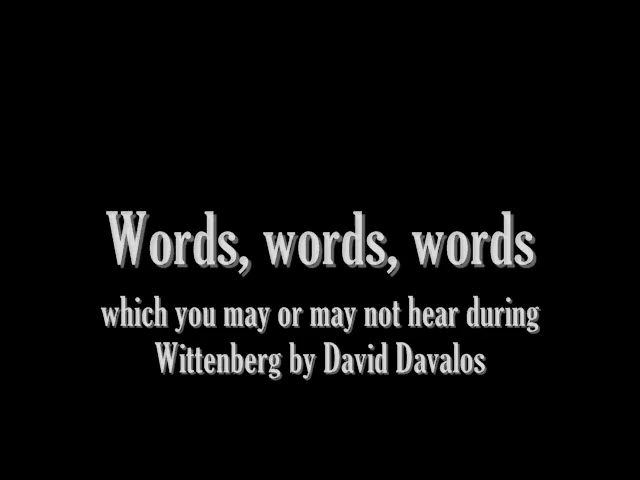 Words, words, words
which you may or may not hear during
Wittenberg by David Davalos